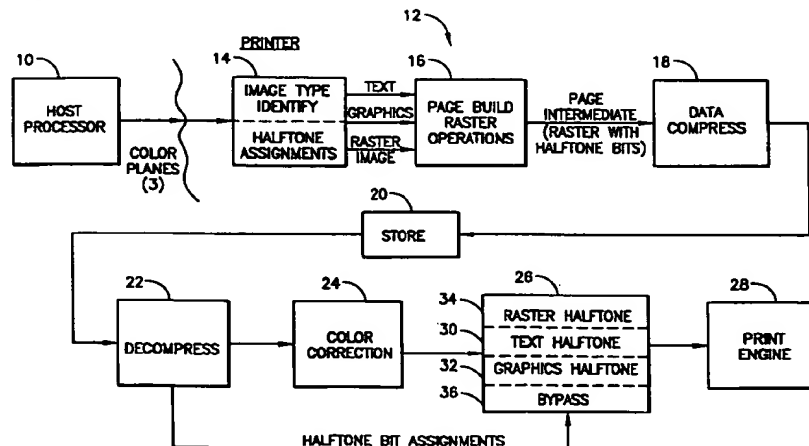 12
PRINTER
10
HOST
PROCESSOR
COLOR
PLANES
(3)
14
IMAGE TYPE
IDENTIFY
HALFTONE
ASSIGNMENTS
TEXT
GRAPHICS
RASTER
IMAGE
16
PAGE BUILD
RASTER
OPERATIONS
PAGE
INTERMEDIATE
(RASTER WITH
HALFTONE BITS)
18
DATA
COMPRESS
20
STORE
22
DECOMPRESS
24
COLOR
CORRECTION
26
34
RASTER HALFTONE
30
TEXT HALFTONE
32
GRAPHICS HALFTONE
36
BYPASS
28
PRINT
ENGINE
HALFTONE BIT ASSIGNMENTS